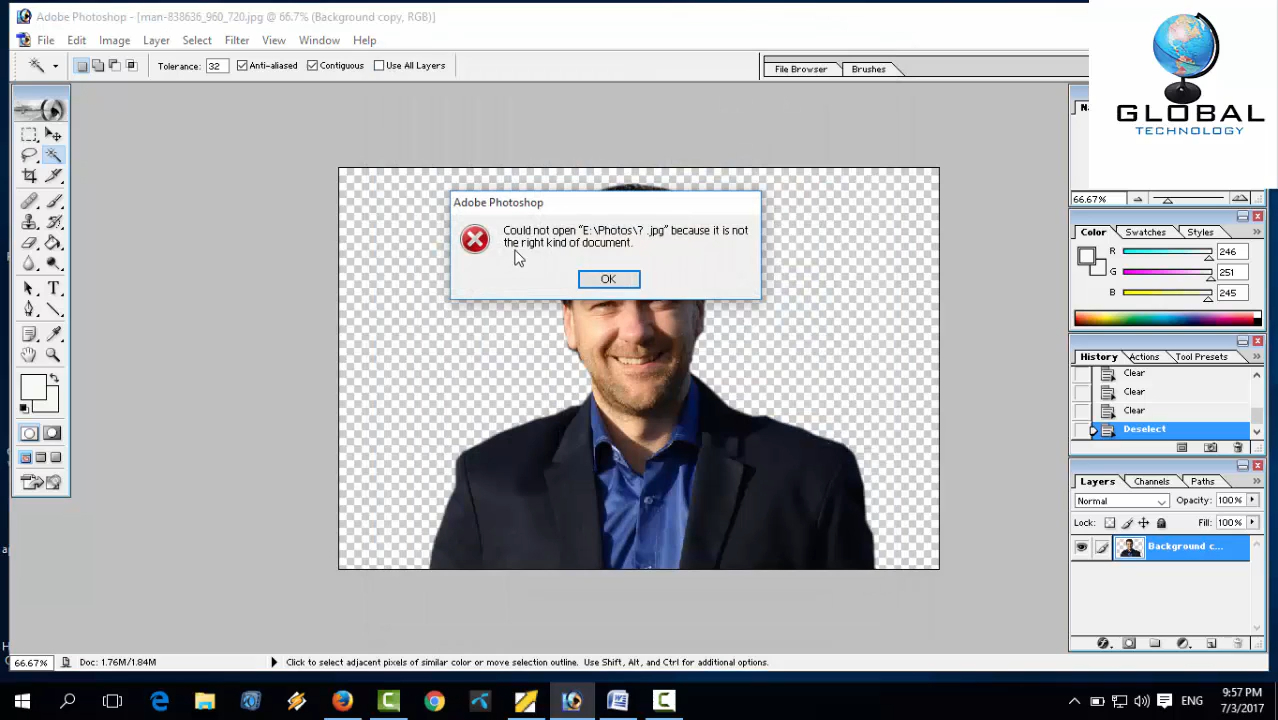 Adobe Photoshop - [man-838636_960_720.jpg @ 66.7% (Background copy, RGB)]
File Edit Image Layer Select Filter View Window Help
Tolerance: 32 Anti-aliased Contiguous Use All Layers
File Browser Brushes
GLOBAL
TECHNOLOGY
66.67%
Adobe Photoshop
Could not open "E:\Photos\? .jpg" because it is not
the right kind of document.
OK
Color Swatches Styles
R 246
G 251
B 245
History Actions Tool Presets
Clear
Clear
Clear
Deselect
Layers Channels Paths
Normal Opacity: 100%
Lock: Fill: 100%
Background c...
66.67% Doc: 1.76M/1.84M Click to select adjacent pixels of similar color or move selection outline. Use Shift, Alt, and Ctrl for additional options.
ENG
9:57 PM
7/3/2017